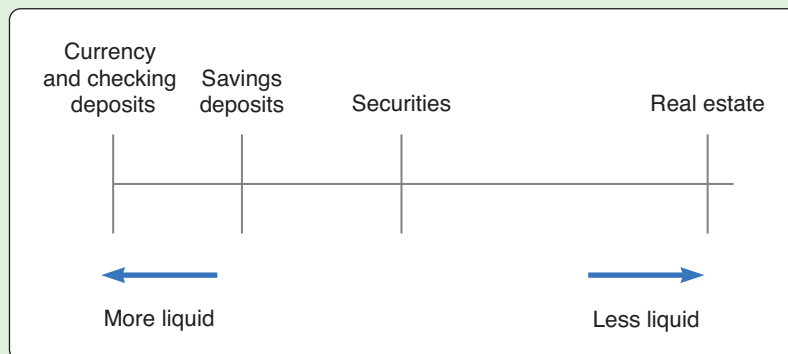 Currency
and checking
deposits
Savings
deposits
Securities
Real estate
More liquid
Less liquid